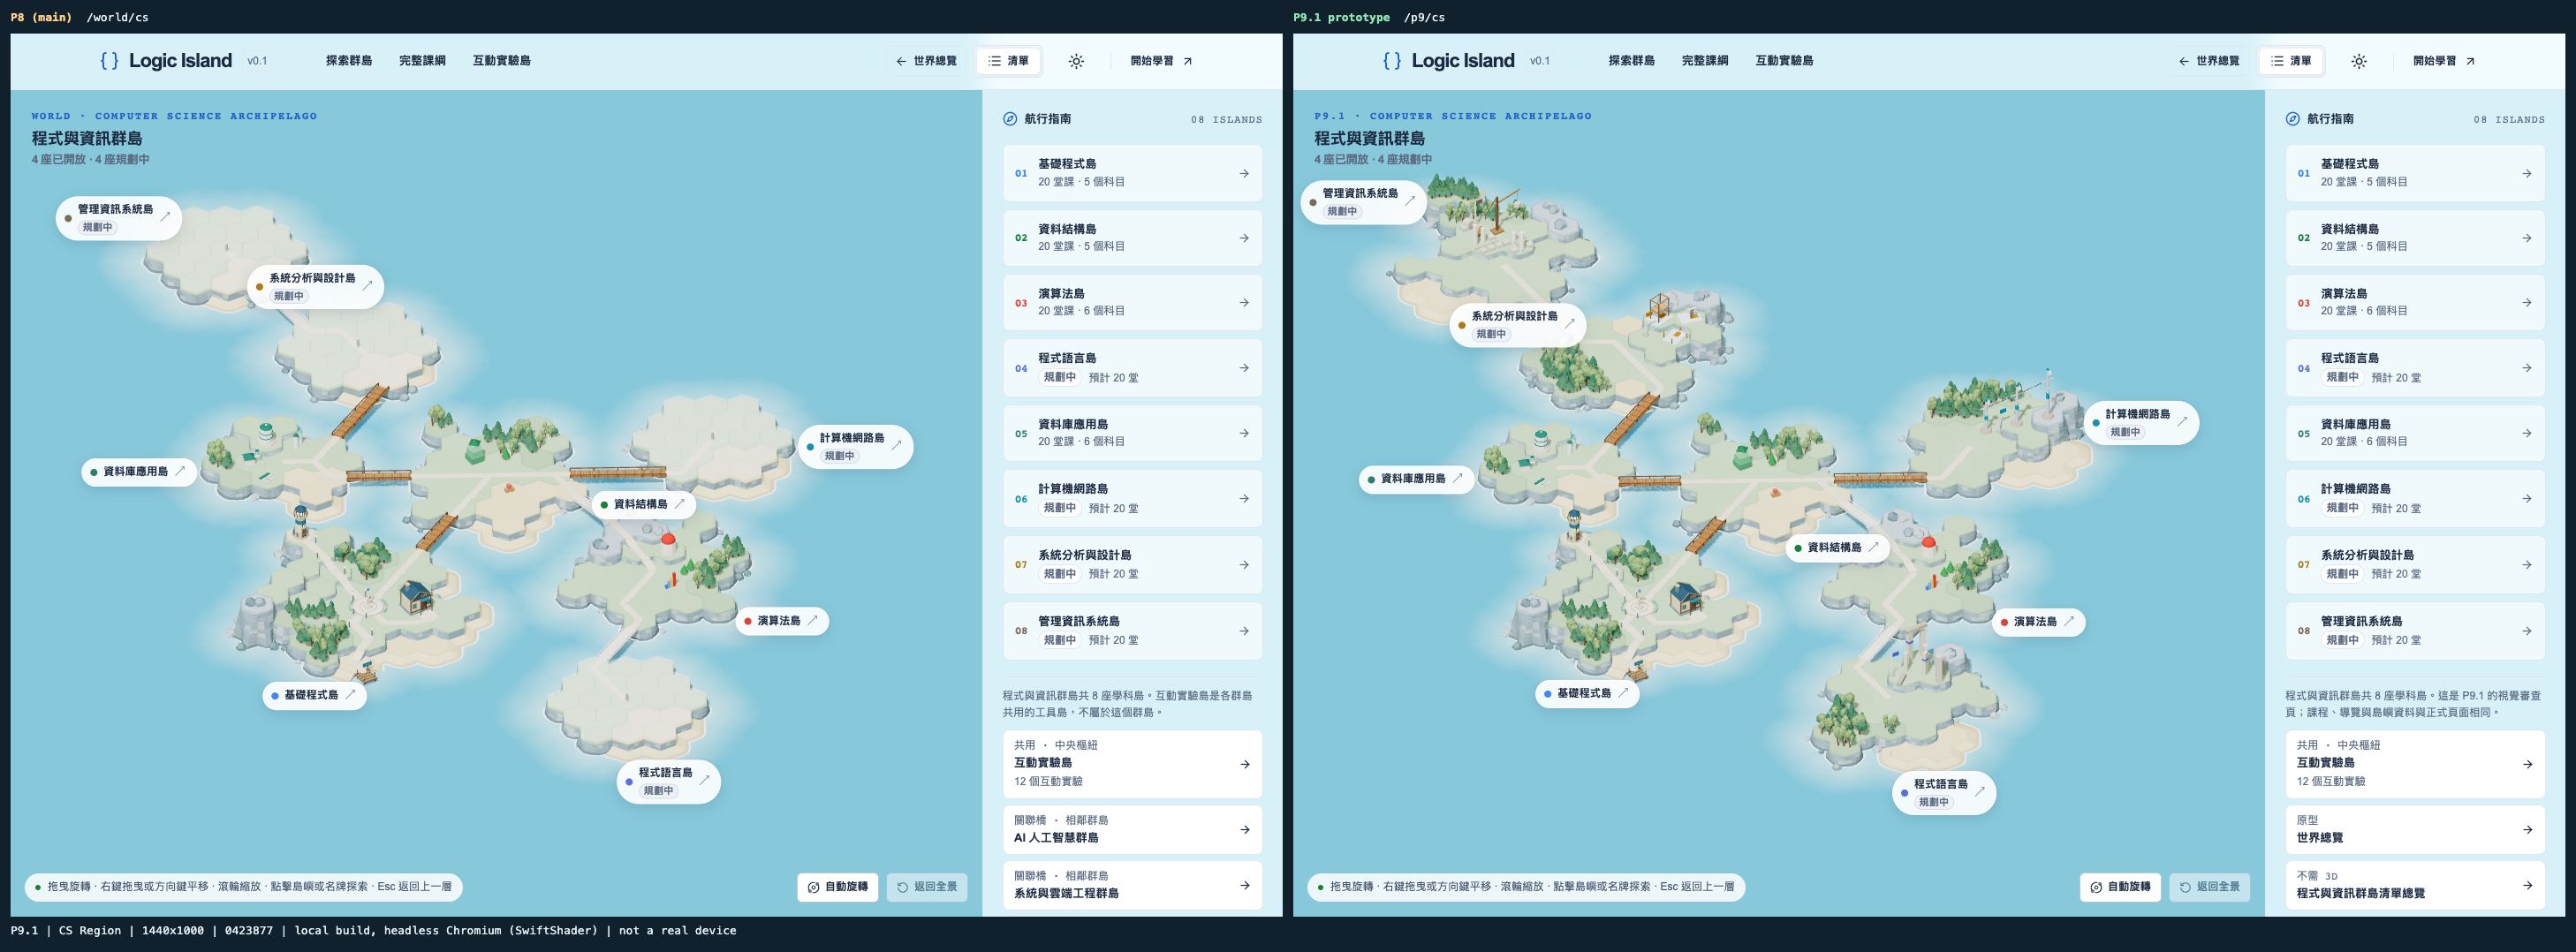 P8 (main) /world/cs
Logic Island v0.1 探索群島 完整課綱 互動實驗島 ← 世界總覽 清單 開始學習 ↗
WORLD · COMPUTER SCIENCE ARCHIPELAGO
程式與資訊群島
4 座已開放 · 4 座規劃中
管理資訊系統島
規劃中
系統分析與設計島
規劃中
計算機網路島
規劃中
資料庫應用島
資料結構島
演算法島
基礎程式島
程式語言島
規劃中
拖曳旋轉 · 右鍵拖曳或方向鍵平移 · 滾輪縮放 · 點擊島嶼或名牌探索 · Esc 返回上一層
自動旋轉
返回全景
航行指南 08 ISLANDS
01 基礎程式島
20 堂課 · 5 個科目
02 資料結構島
20 堂課 · 5 個科目
03 演算法島
20 堂課 · 6 個科目
04 程式語言島
規劃中 預計 20 堂
05 資料庫應用島
20 堂課 · 6 個科目
06 計算機網路島
規劃中 預計 20 堂
07 系統分析與設計島
規劃中 預計 20 堂
08 管理資訊系統島
規劃中 預計 20 堂
程式與資訊群島共 8 座學科島。互動實驗島是各群島
共用的工具島，不屬於這個群島。
共用 · 中央樞紐
互動實驗島
12 個互動實驗
關聯橋 · 相鄰群島
AI 人工智慧群島
關聯橋 · 相鄰群島
系統與雲端工程群島
P9.1 prototype /p9/cs
Logic Island v0.1 探索群島 完整課綱 互動實驗島 ← 世界總覽 清單 開始學習 ↗
P9.1 · COMPUTER SCIENCE ARCHIPELAGO
程式與資訊群島
4 座已開放 · 4 座規劃中
管理資訊系統島
規劃中
系統分析與設計島
規劃中
計算機網路島
規劃中
資料庫應用島
資料結構島
演算法島
基礎程式島
程式語言島
規劃中
拖曳旋轉 · 右鍵拖曳或方向鍵平移 · 滾輪縮放 · 點擊島嶼或名牌探索 · Esc 返回上一層
自動旋轉
返回全景
航行指南 08 ISLANDS
01 基礎程式島
20 堂課 · 5 個科目
02 資料結構島
20 堂課 · 5 個科目
03 演算法島
20 堂課 · 6 個科目
04 程式語言島
規劃中 預計 20 堂
05 資料庫應用島
20 堂課 · 6 個科目
06 計算機網路島
規劃中 預計 20 堂
07 系統分析與設計島
規劃中 預計 20 堂
08 管理資訊系統島
規劃中 預計 20 堂
程式與資訊群島共 8 座學科島。這是 P9.1 的視覺審查
頁；課程、導覽與島嶼資料與正式頁面相同。
共用 · 中央樞紐
互動實驗島
12 個互動實驗
原型
世界總覽
不需 3D
程式與資訊群島清單總覽
P9.1 | CS Region | 1440x1000 | 0423877 | local build, headless Chromium (SwiftShader) | not a real device